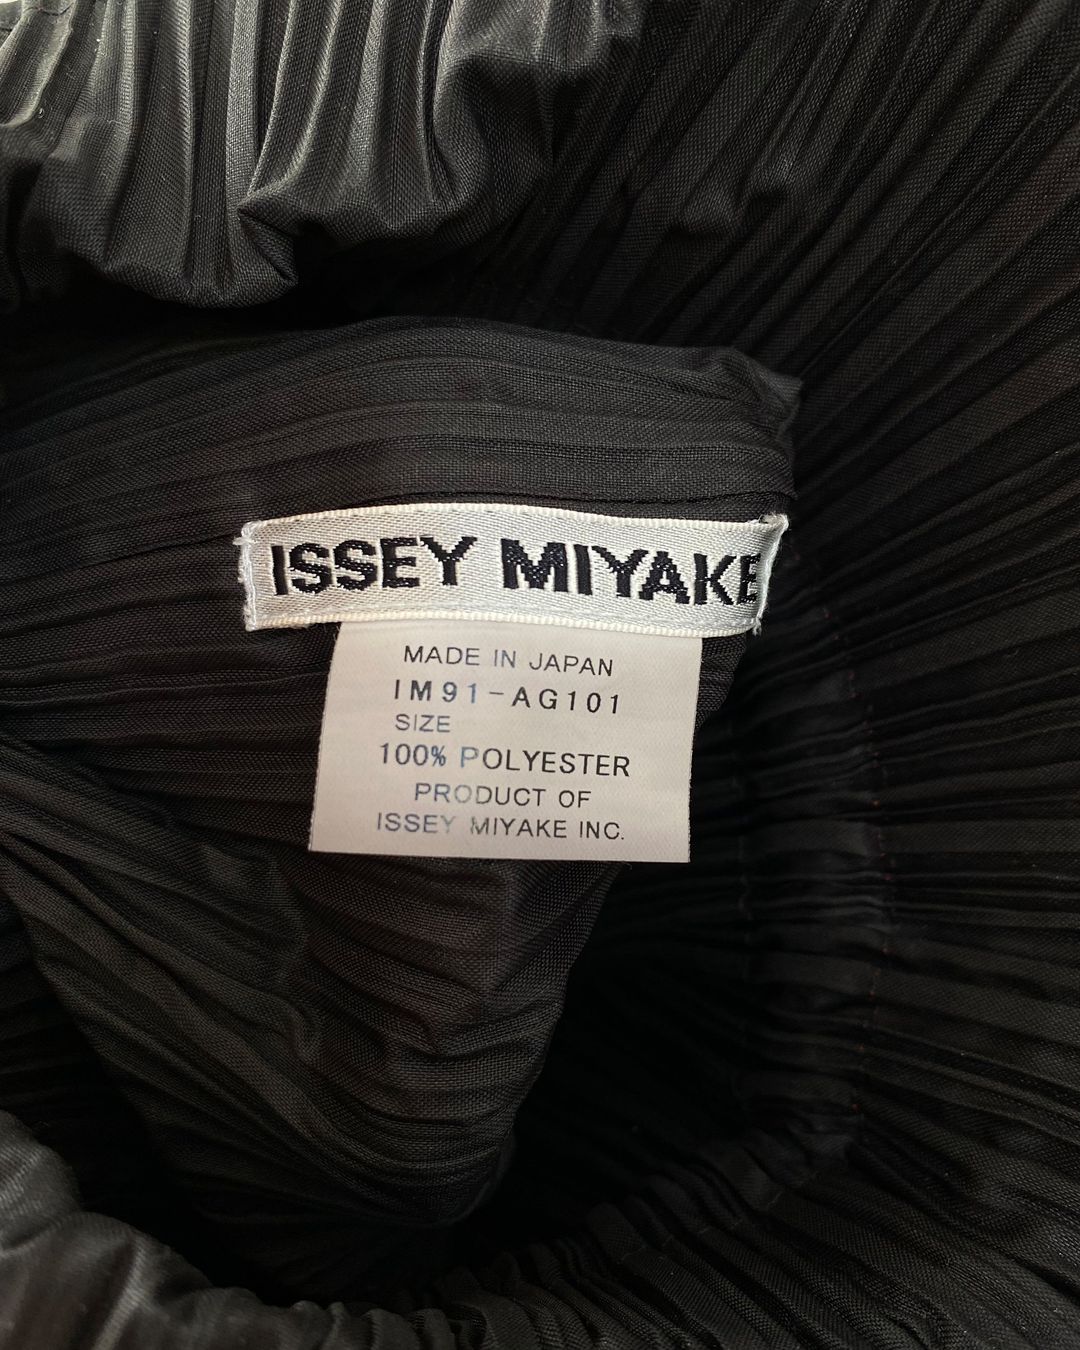 ISSEY MIYAKE
MADE IN JAPAN
IM91-AG101
SIZE
100% POLYESTER
PRODUCT OF
ISSEY MIYAKE INC.